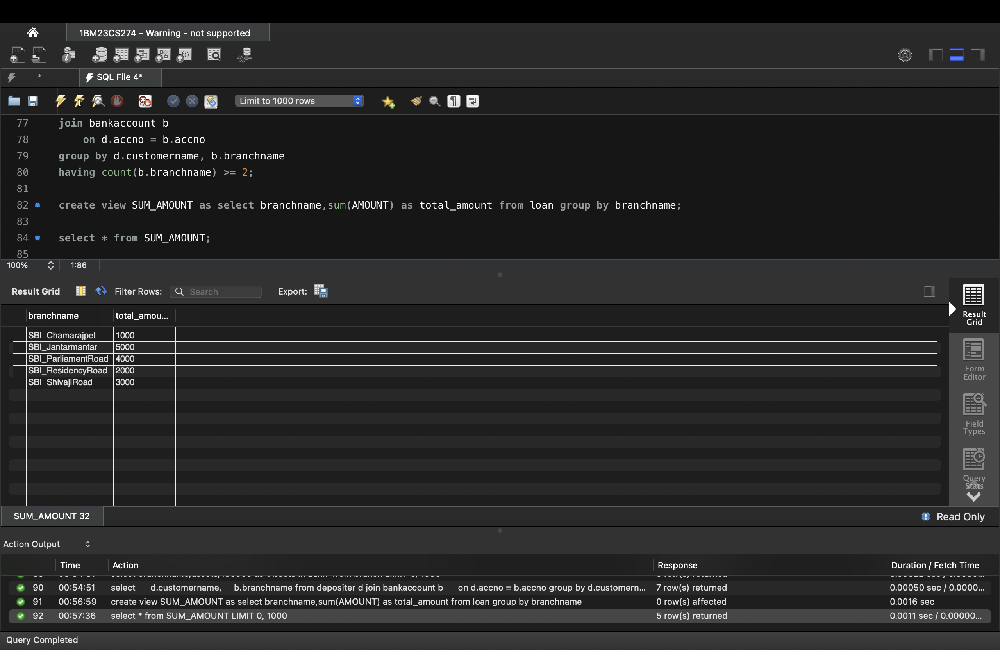 1BM23CS274 - Warning - not supported
* SQL File 4*
Limit to 1000 rows
77 join bankaccount b
78 on d.accno = b.accno
79 group by d.customername, b.branchname
80 having count(b.branchname) >= 2;
81
82 create view SUM_AMOUNT as select branchname,sum(AMOUNT) as total_amount from loan group by branchname;
83
84 select * from SUM_AMOUNT;
85
100% 1:86
Result Grid Filter Rows: Search Export:
branchname total_amou...
SBI_Chamarajpet 1000
SBI_Jantarmantar 5000
SBI_ParliamentRoad 4000
SBI_ResidencyRoad 2000
SBI_ShivajiRoad 3000
Result
Grid
Form
Editor
Field
Types
Query
Stats
SUM_AMOUNT 32 Read Only
Action Output
Time Action Response Duration / Fetch Time
90 00:54:51 select d.customername, b.branchname from depositer d join bankaccount b on d.accno = b.accno group by d.customern... 7 row(s) returned 0.00050 sec / 0.0000...
91 00:56:59 create view SUM_AMOUNT as select branchname,sum(AMOUNT) as total_amount from loan group by branchname 0 row(s) affected 0.0016 sec
92 00:57:36 select * from SUM_AMOUNT LIMIT 0, 1000 5 row(s) returned 0.0011 sec / 0.00000...
Query Completed